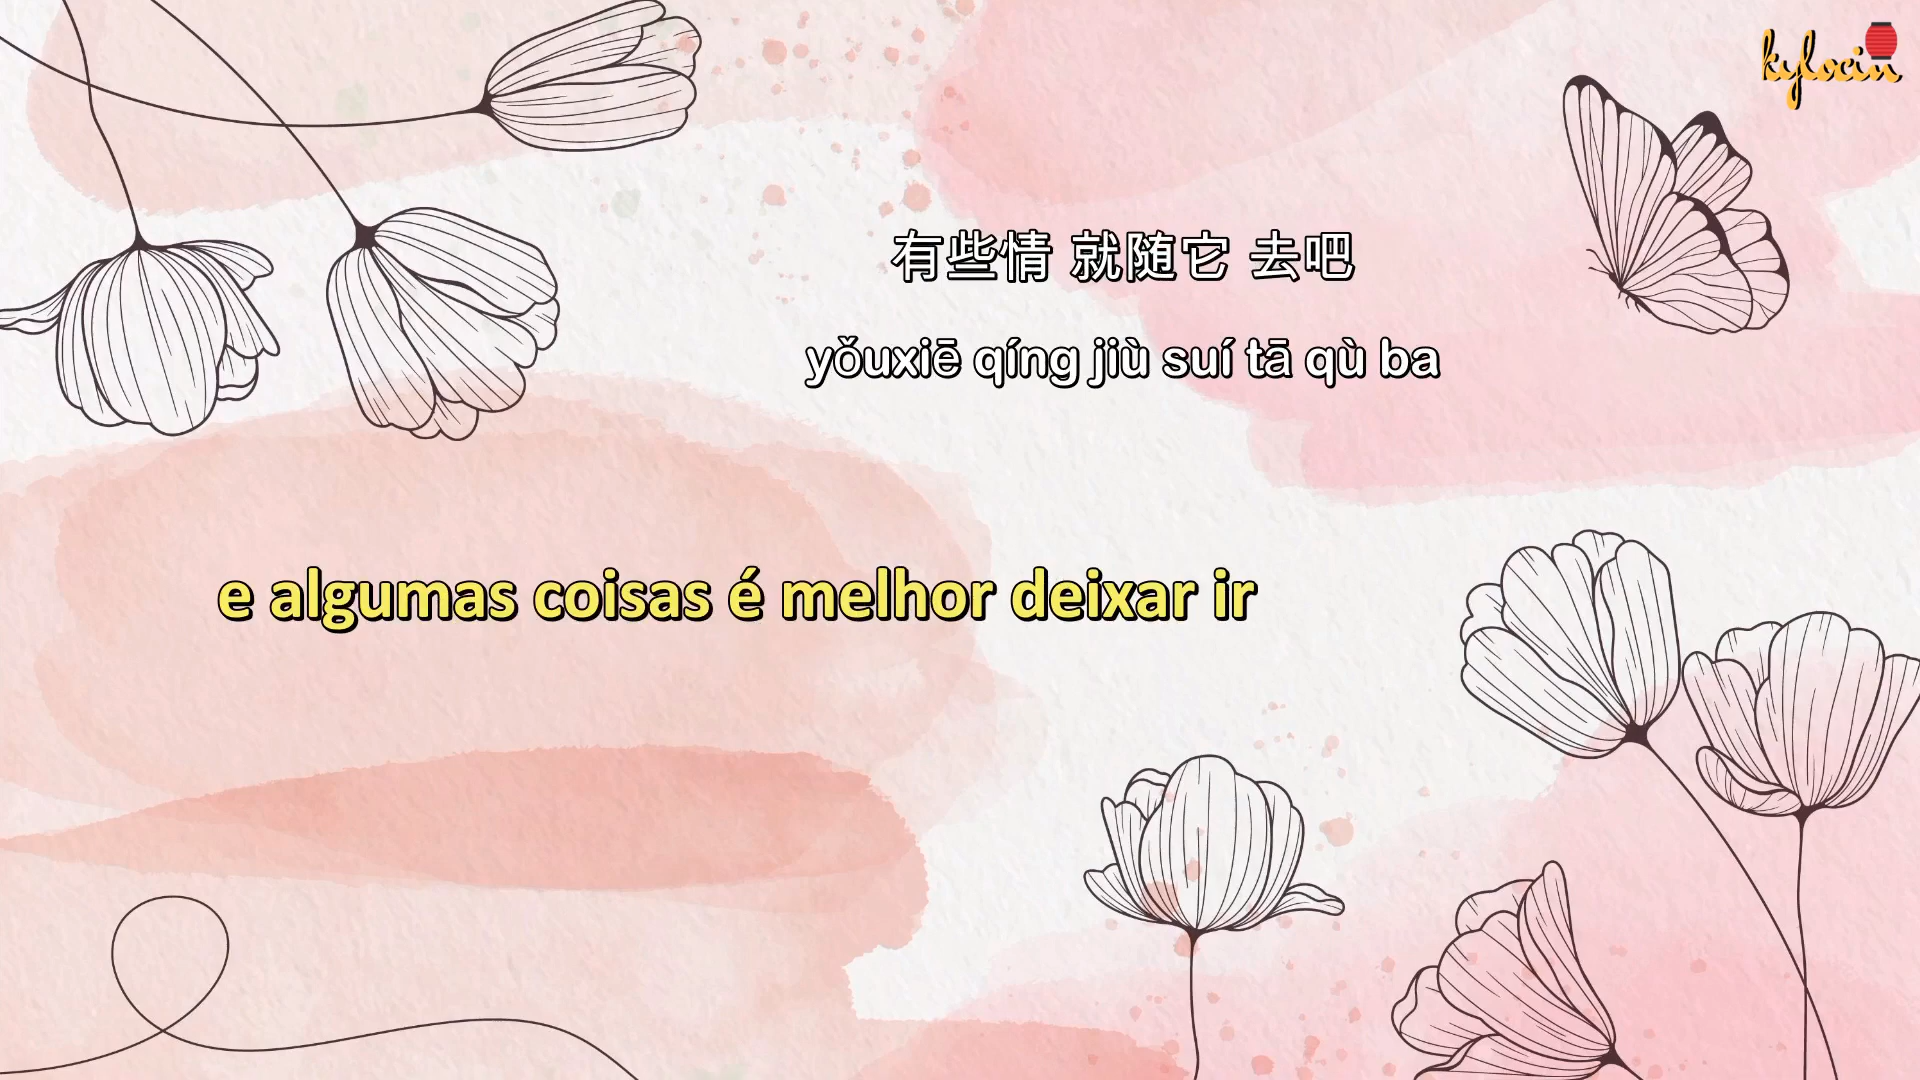 kylocin
有些情 就随它 去吧
yǒuxiē qíng jiù suí tā qù ba
e algumas coisas é melhor deixar ir